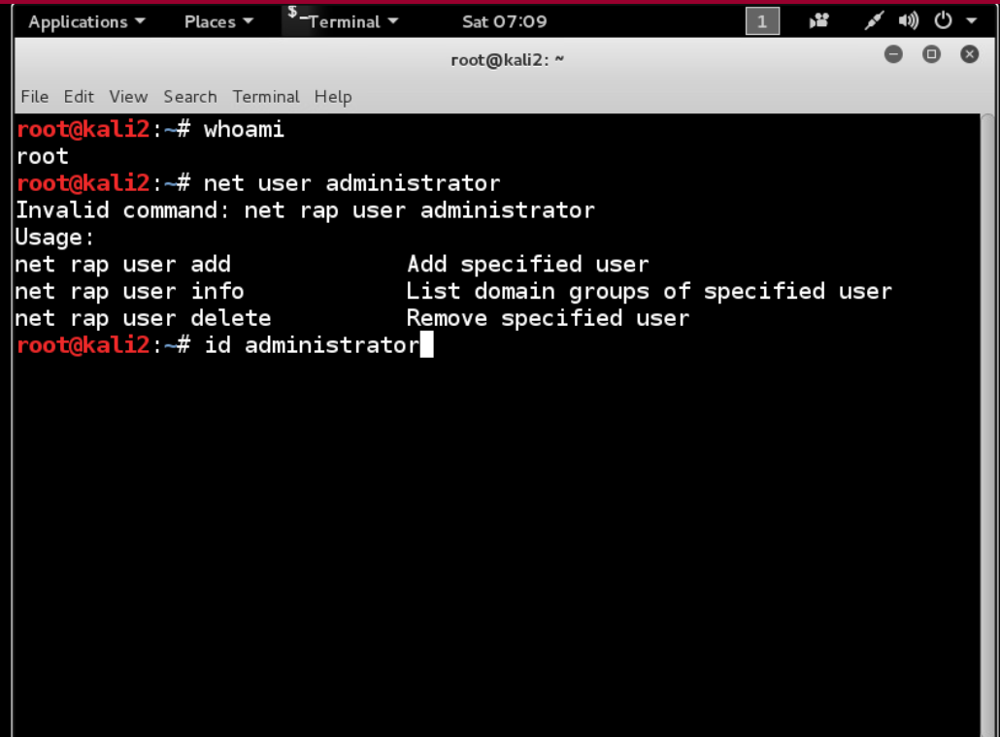 Applications Places $_Terminal Sat 07:09 1
root@kali2: ~
File Edit View Search Terminal Help
root@kali2:~# whoami
root
root@kali2:~# net user administrator
Invalid command: net rap user administrator
Usage:
net rap user add Add specified user
net rap user info List domain groups of specified user
net rap user delete Remove specified user
root@kali2:~# id administrator